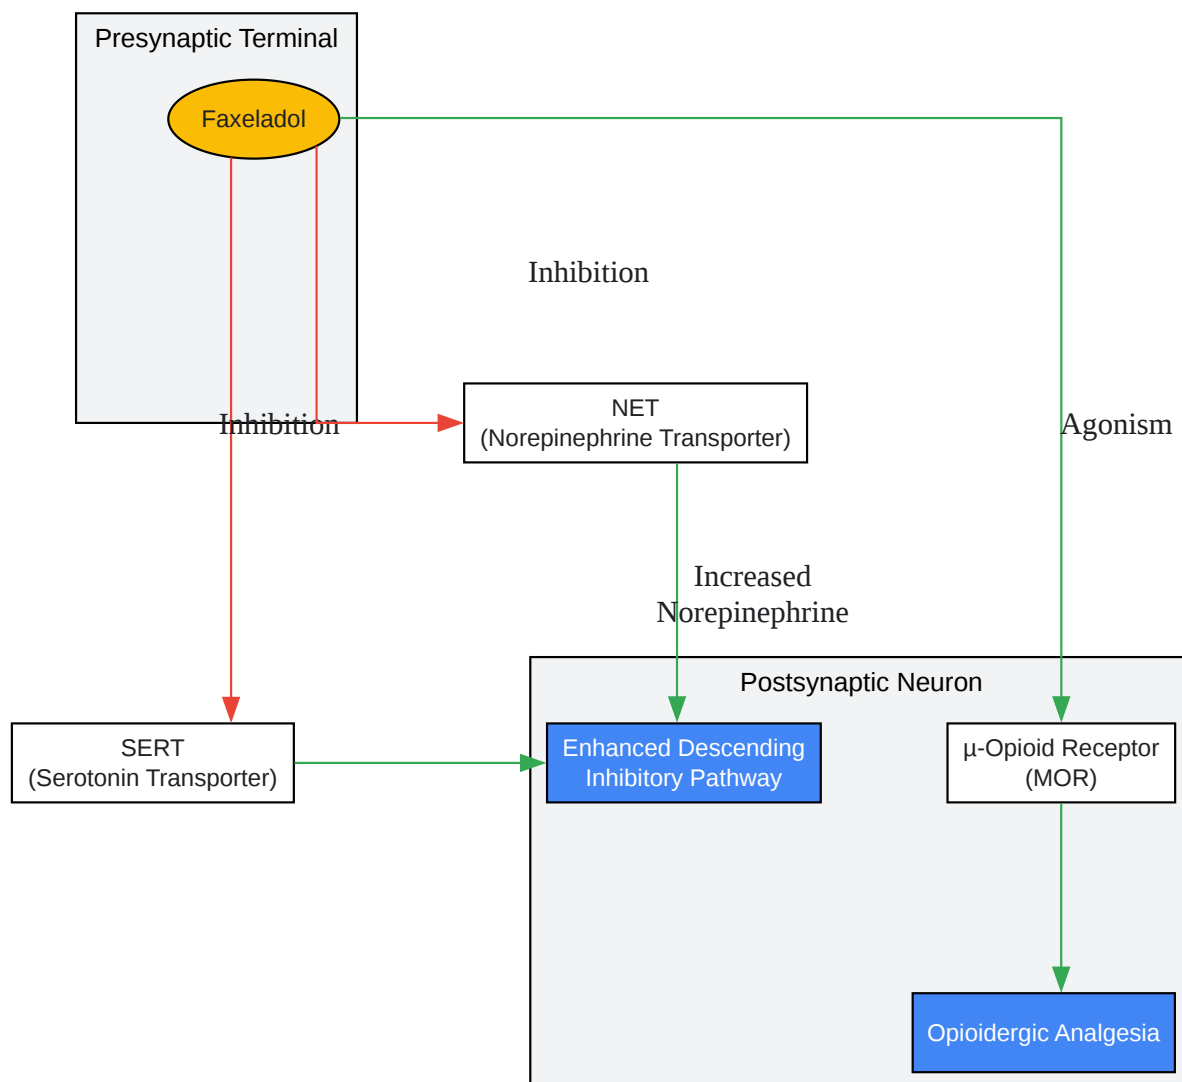 Presynaptic Terminal
Faxeladol
Inhibition
NET
(Norepinephrine Transporter)
Inhibition
Agonism
Increased
Norepinephrine
Postsynaptic Neuron
SERT
(Serotonin Transporter)
Enhanced Descending
Inhibitory Pathway
µ-Opioid Receptor
(MOR)
Opioidergic Analgesia